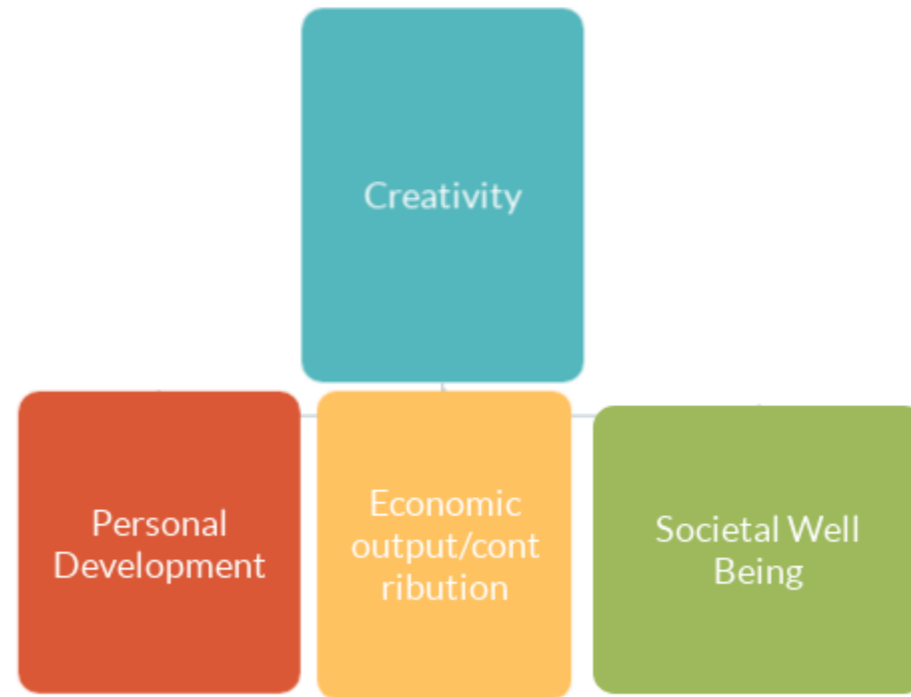 Creativity
Personal
Development
Economic
output/cont
ribution
Societal Well
Being